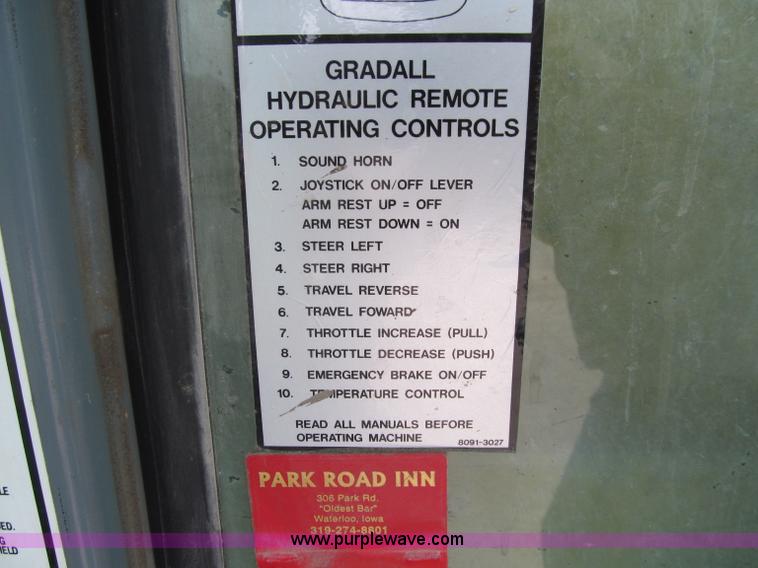 GRADALL
HYDRAULIC REMOTE
OPERATING CONTROLS
1. SOUND HORN
2. JOYSTICK ON/OFF LEVER
ARM REST UP = OFF
ARM REST DOWN = ON
3. STEER LEFT
4. STEER RIGHT
5. TRAVEL REVERSE
6. TRAVEL FOWARD
7. THROTTLE INCREASE (PULL)
8. THROTTLE DECREASE (PUSH)
9. EMERGENCY BRAKE ON/OFF
10. TEMPERATURE CONTROL
READ ALL MANUALS BEFORE
OPERATING MACHINE 8091-3027
PARK ROAD INN
306 Park Rd.
"Oldest Bar"
Waterloo, Iowa
319-274-8801
www.purplewave.com